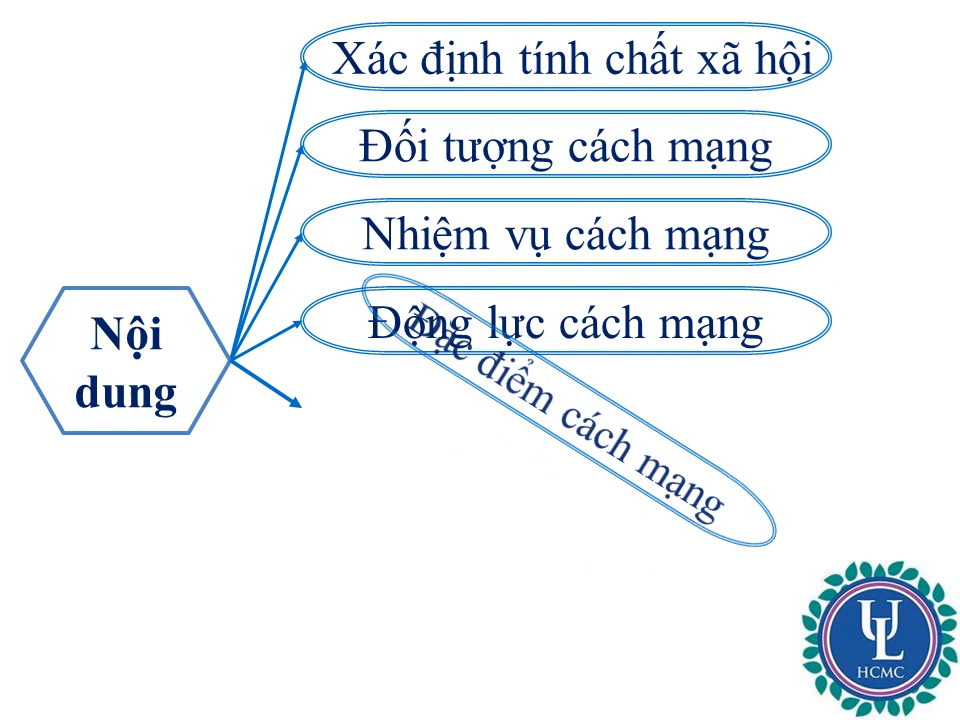 Xác định tính chất xã hội
Đối tượng cách mạng
Nhiệm vụ cách mạng
Động lực cách mạng
Nội
dung
Đặc điểm cách mạng
UL
HCMC